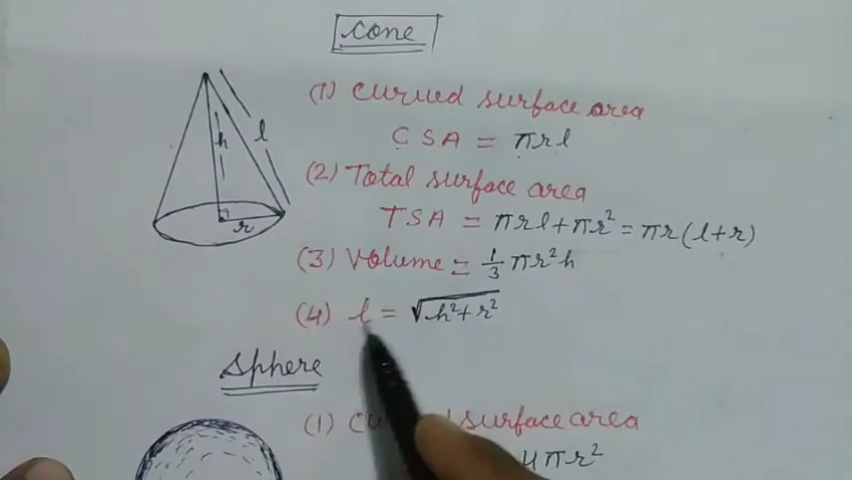 Cone
(1) Curved surface area
h
l
r
CSA = πrl
(2) Total surface area
TSA = πrl + πr² = πr(l+r)
(3) Volume = 1/3 πr²h
(4) l = √h²+r²
Sphere
(1) surface area
4πr²